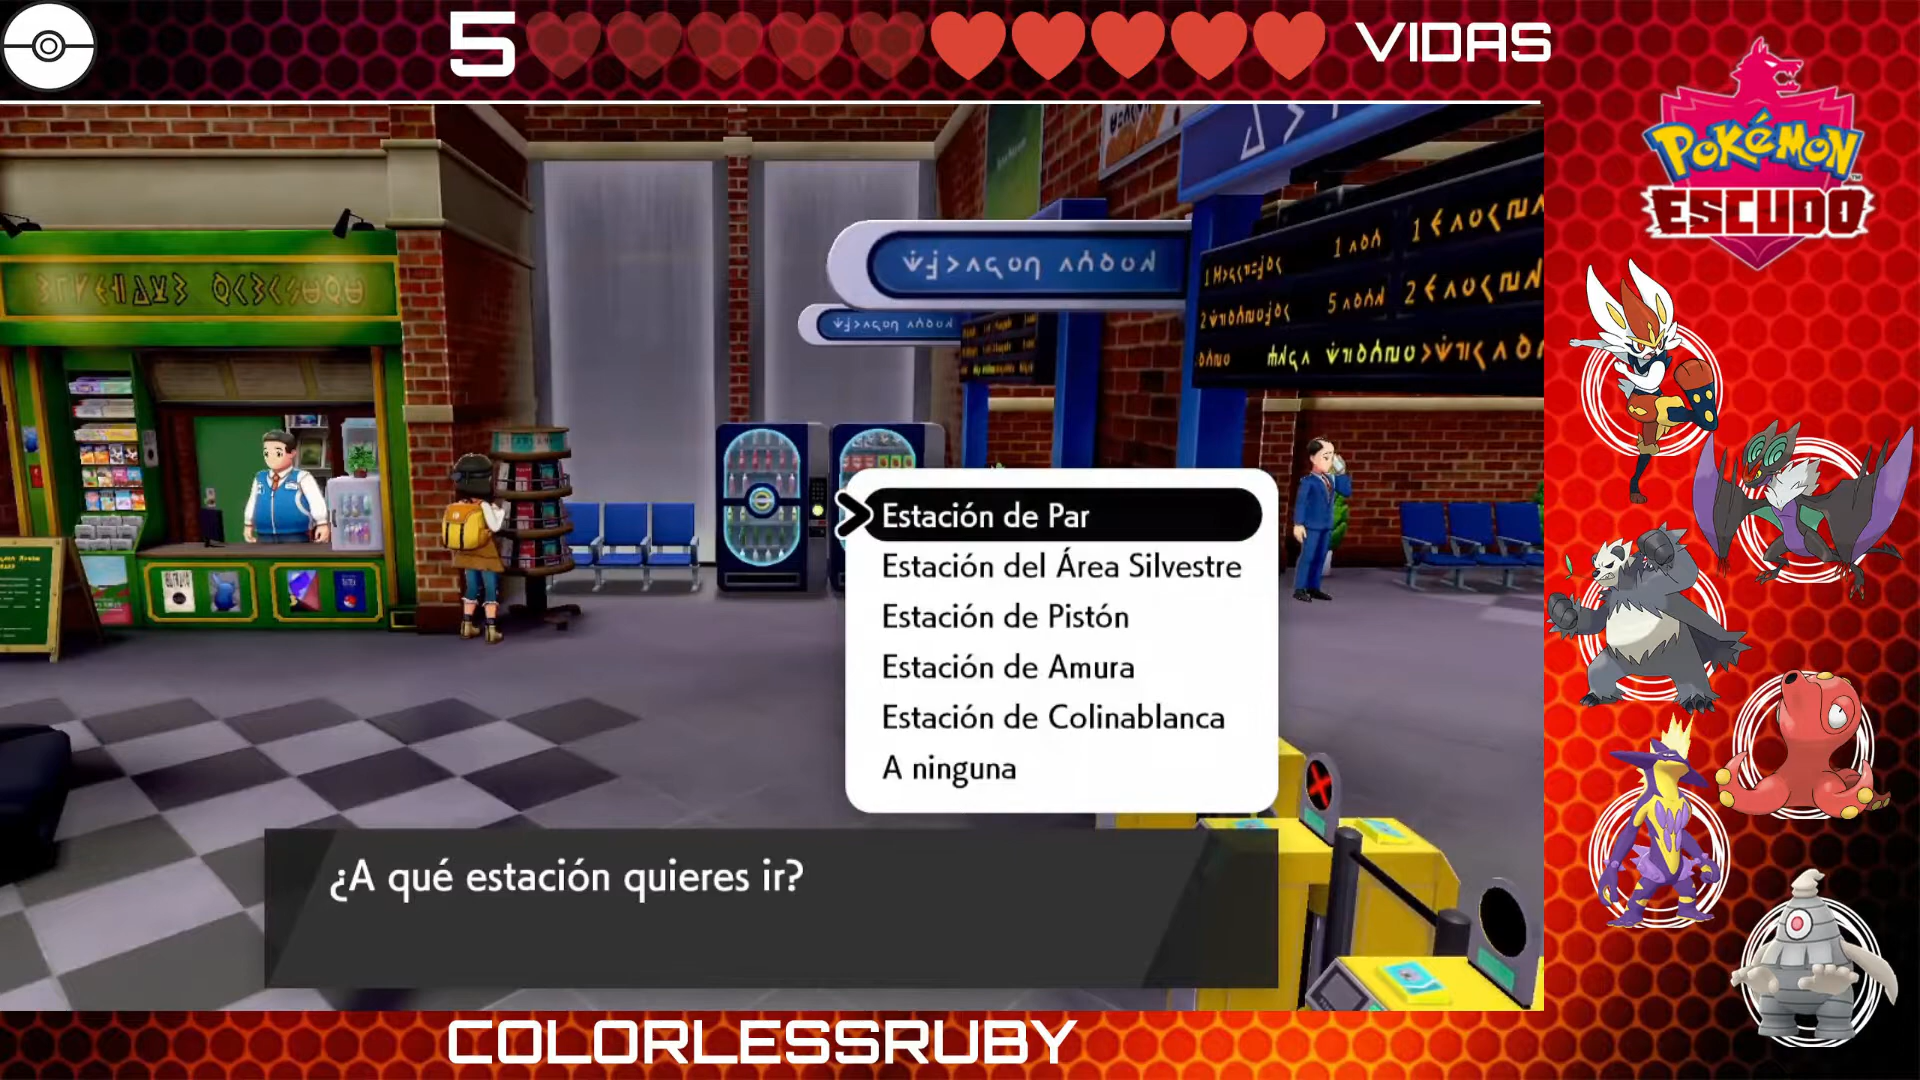 5 VIDAS
POKéMON
ESCUDO
Estación de Par
Estación del Área Silvestre
Estación de Pistón
Estación de Amura
Estación de Colinablanca
A ninguna
¿A qué estación quieres ir?
COLORLESSRUBY